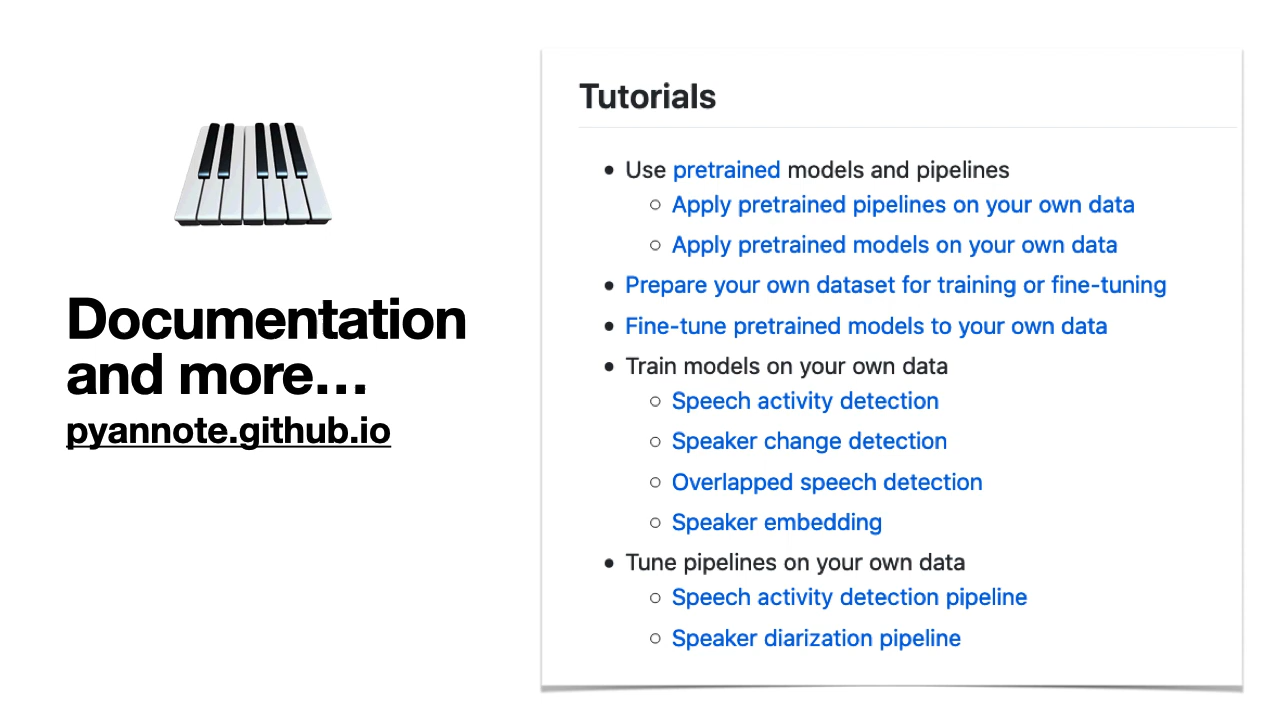 Documentation
and more…
pyannote.github.io
Tutorials
Use pretrained models and pipelines
Apply pretrained pipelines on your own data
Apply pretrained models on your own data
Prepare your own dataset for training or fine-tuning
Fine-tune pretrained models to your own data
Train models on your own data
Speech activity detection
Speaker change detection
Overlapped speech detection
Speaker embedding
Tune pipelines on your own data
Speech activity detection pipeline
Speaker diarization pipeline